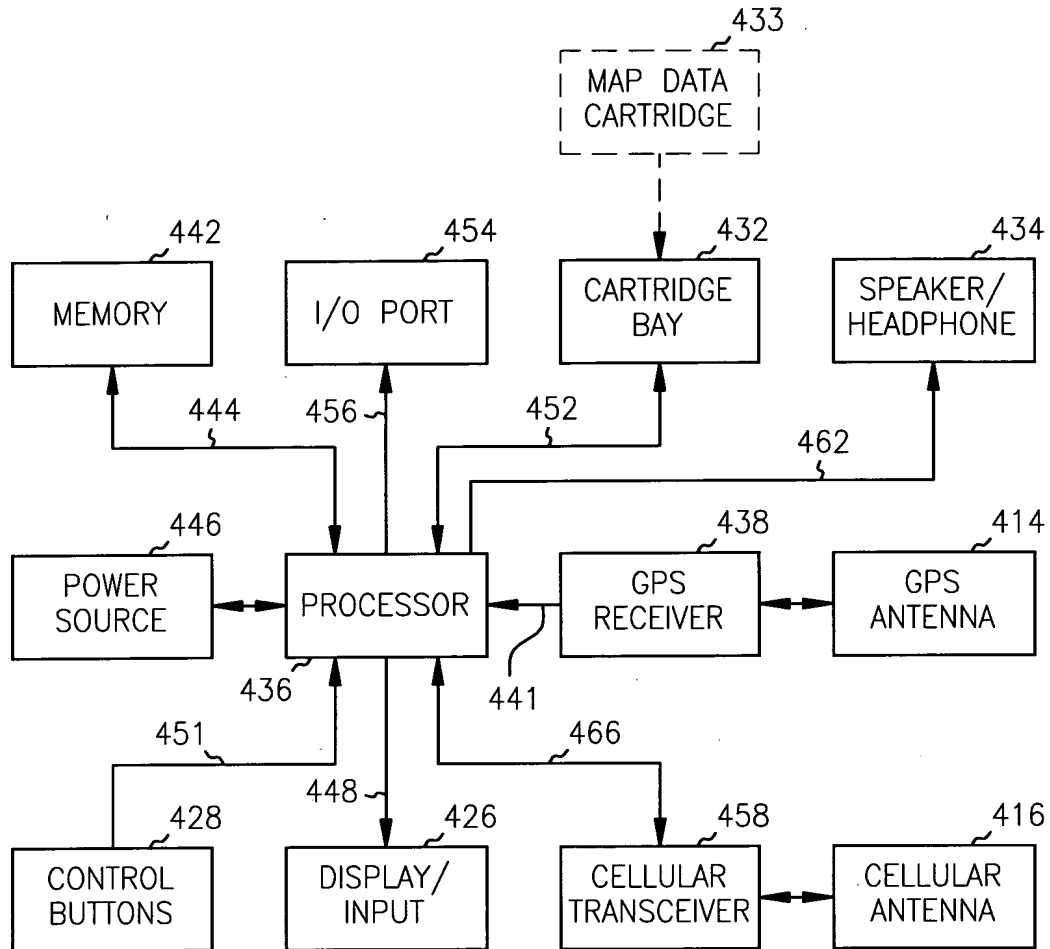 433
MAP DATA
CARTRIDGE
442
454
432
434
MEMORY
I/O PORT
CARTRIDGE
BAY
SPEAKER/
HEADPHONE
444
456
452
462
446
438
414
POWER
SOURCE
PROCESSOR
GPS
RECEIVER
GPS
ANTENNA
436
441
451
466
448
428
426
458
416
CONTROL
BUTTONS
DISPLAY/
INPUT
CELLULAR
TRANSCEIVER
CELLULAR
ANTENNA